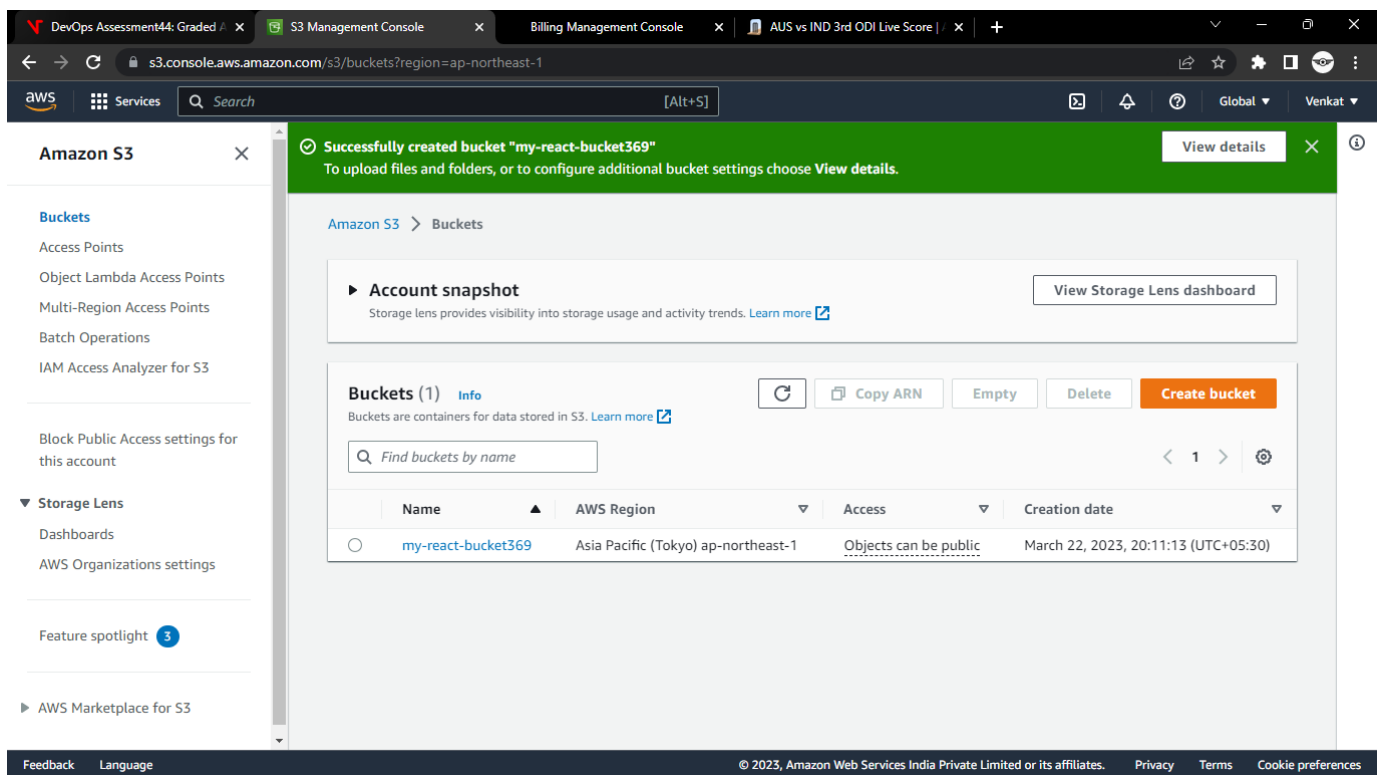 DevOps Assessment44: Graded A
S3 Management Console
Billing Management Console
AUS vs IND 3rd ODI Live Score | A
s3.console.aws.amazon.com/s3/buckets?region=ap-northeast-1
aws
Services
Search
[Alt+S]
Global
Venkat
Amazon S3
Buckets
Access Points
Object Lambda Access Points
Multi-Region Access Points
Batch Operations
IAM Access Analyzer for S3
Block Public Access settings for
this account
Storage Lens
Dashboards
AWS Organizations settings
Feature spotlight 3
AWS Marketplace for S3
Successfully created bucket "my-react-bucket369"
To upload files and folders, or to configure additional bucket settings choose View details.
View details
Amazon S3 > Buckets
Account snapshot
Storage lens provides visibility into storage usage and activity trends. Learn more
View Storage Lens dashboard
Buckets (1) Info
Buckets are containers for data stored in S3. Learn more
Copy ARN
Empty
Delete
Create bucket
Find buckets by name
1
Name AWS Region Access Creation date
my-react-bucket369 Asia Pacific (Tokyo) ap-northeast-1 Objects can be public March 22, 2023, 20:11:13 (UTC+05:30)
Feedback Language © 2023, Amazon Web Services India Private Limited or its affiliates. Privacy Terms Cookie preferences